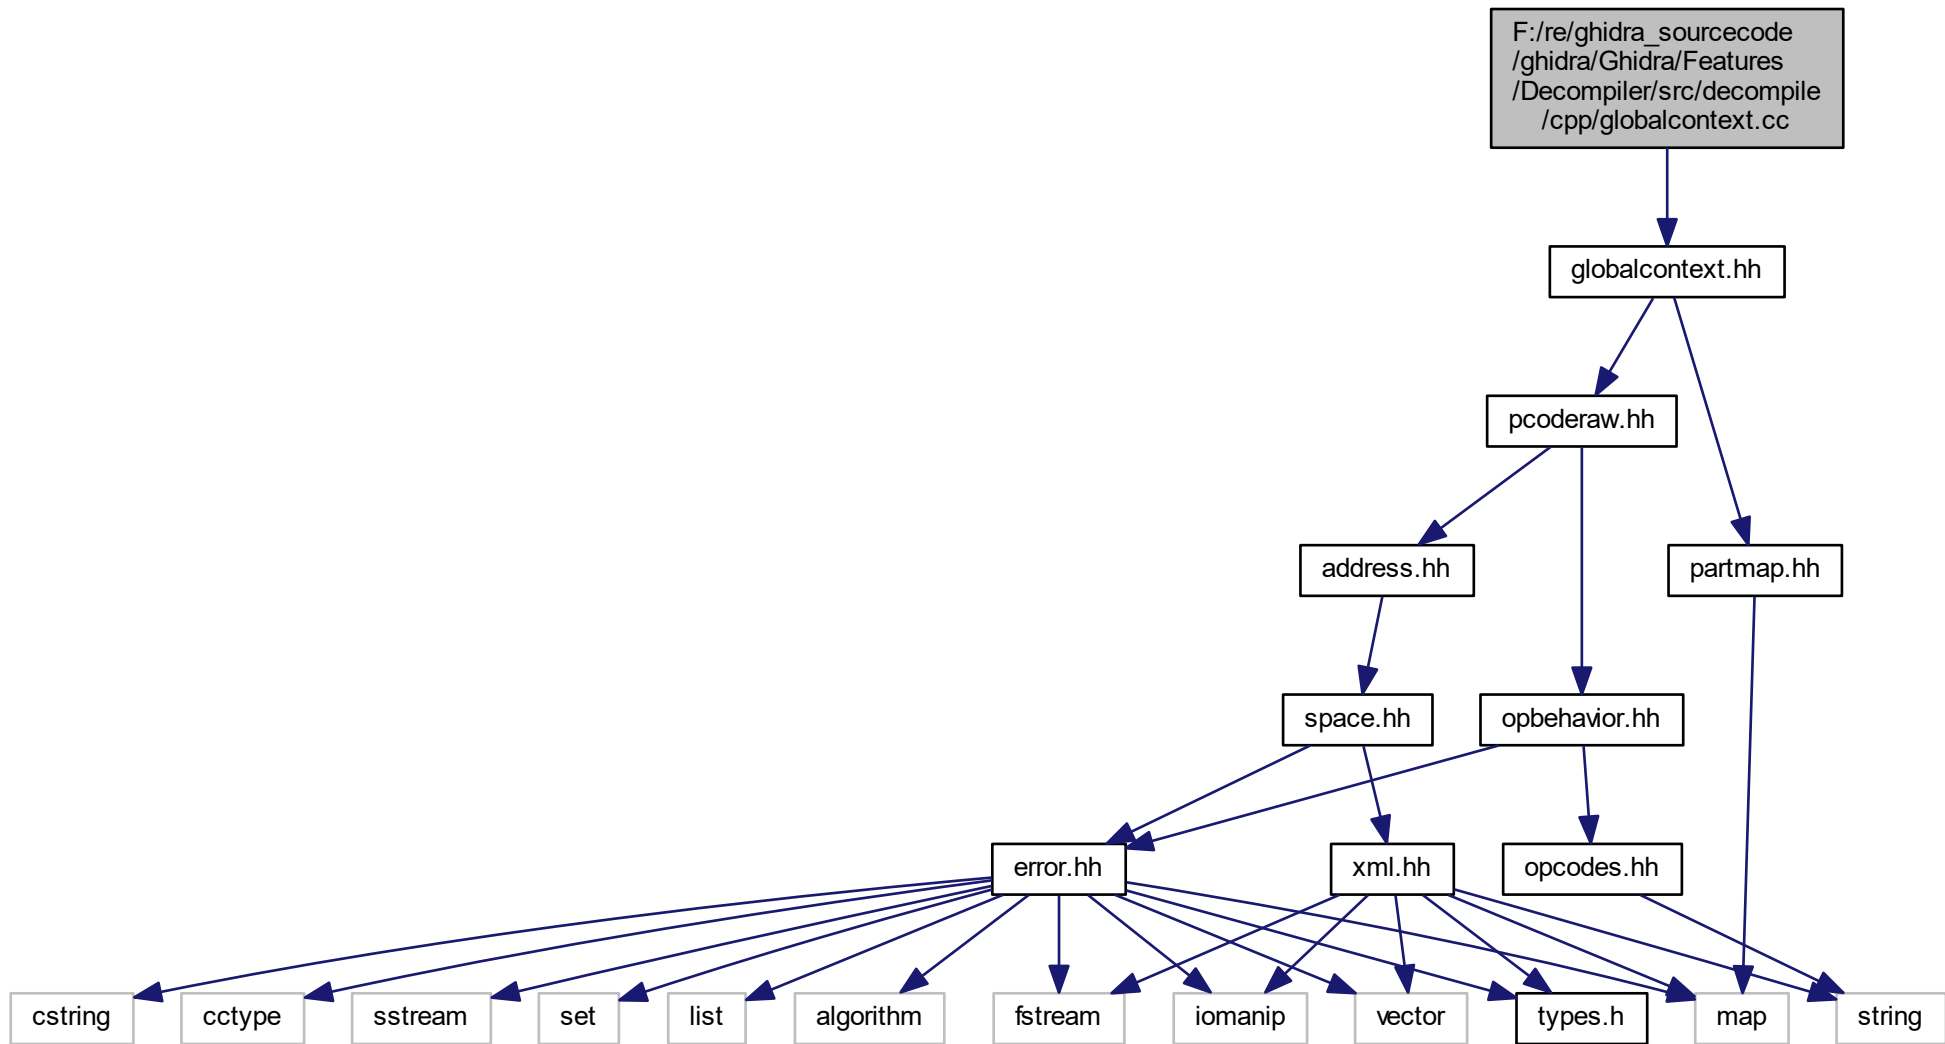 F:/re/ghidra_sourcecode
/ghidra/Ghidra/Features
/Decompiler/src/decompile
/cpp/globalcontext.cc
globalcontext.hh
pcoderaw.hh
address.hh
partmap.hh
space.hh
opbehavior.hh
error.hh
xml.hh
opcodes.hh
cstring
cctype
sstream
set
list
algorithm
fstream
iomanip
vector
types.h
map
string